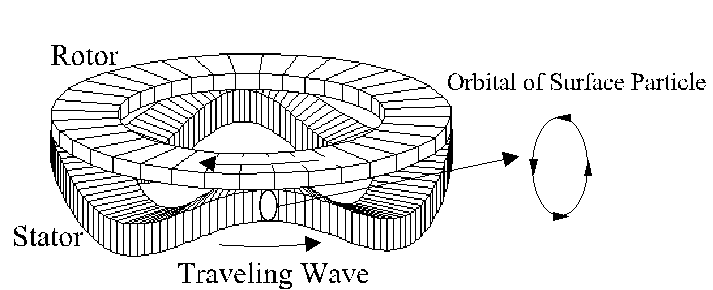 Rotor
Orbital of Surface Particle
Stator
Traveling Wave